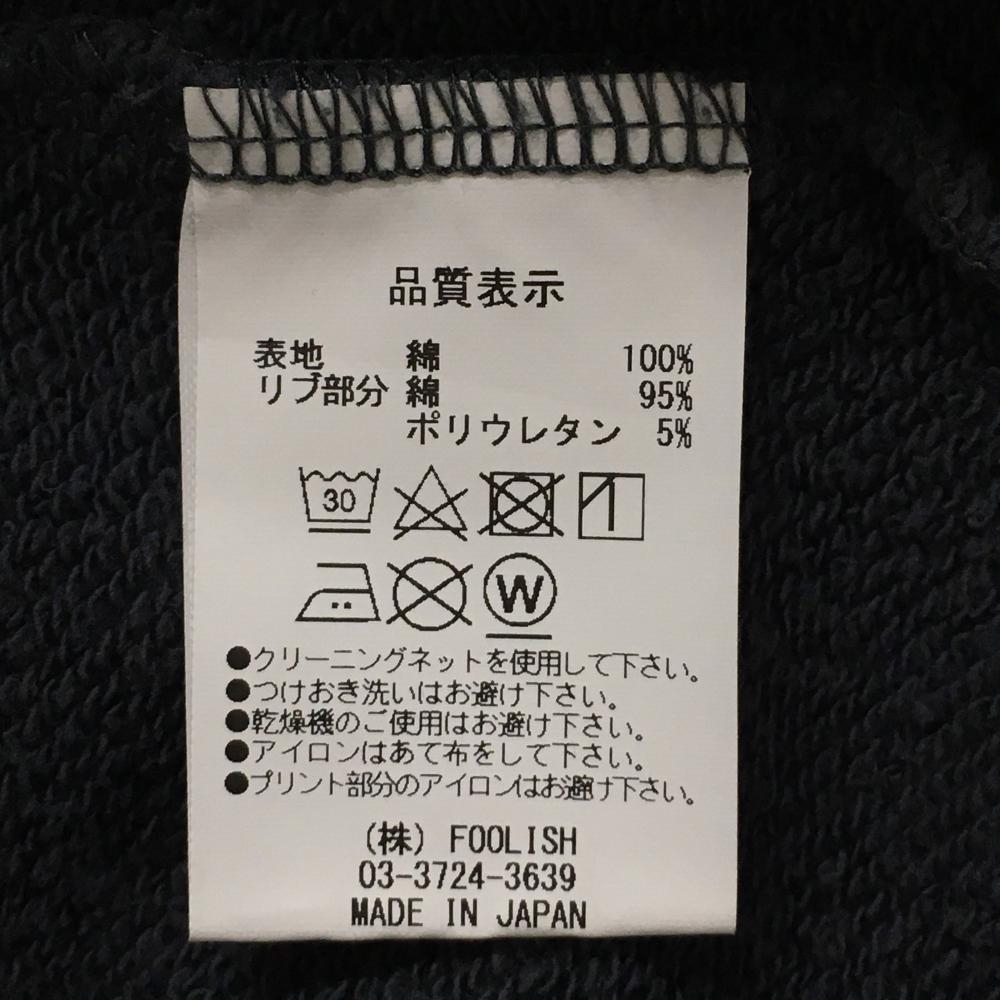 品質表示
表地 綿 100%
リブ部分 綿 95%
ポリウレタン 5%
30
W
●クリーニングネットを使用して下さい。
●つけおき洗いはお避け下さい。
●乾燥機のご使用はお避け下さい。
●アイロンはあて布をして下さい。
●プリント部分のアイロンはお避け下さい。
(株) FOOLISH
03-3724-3639
MADE IN JAPAN